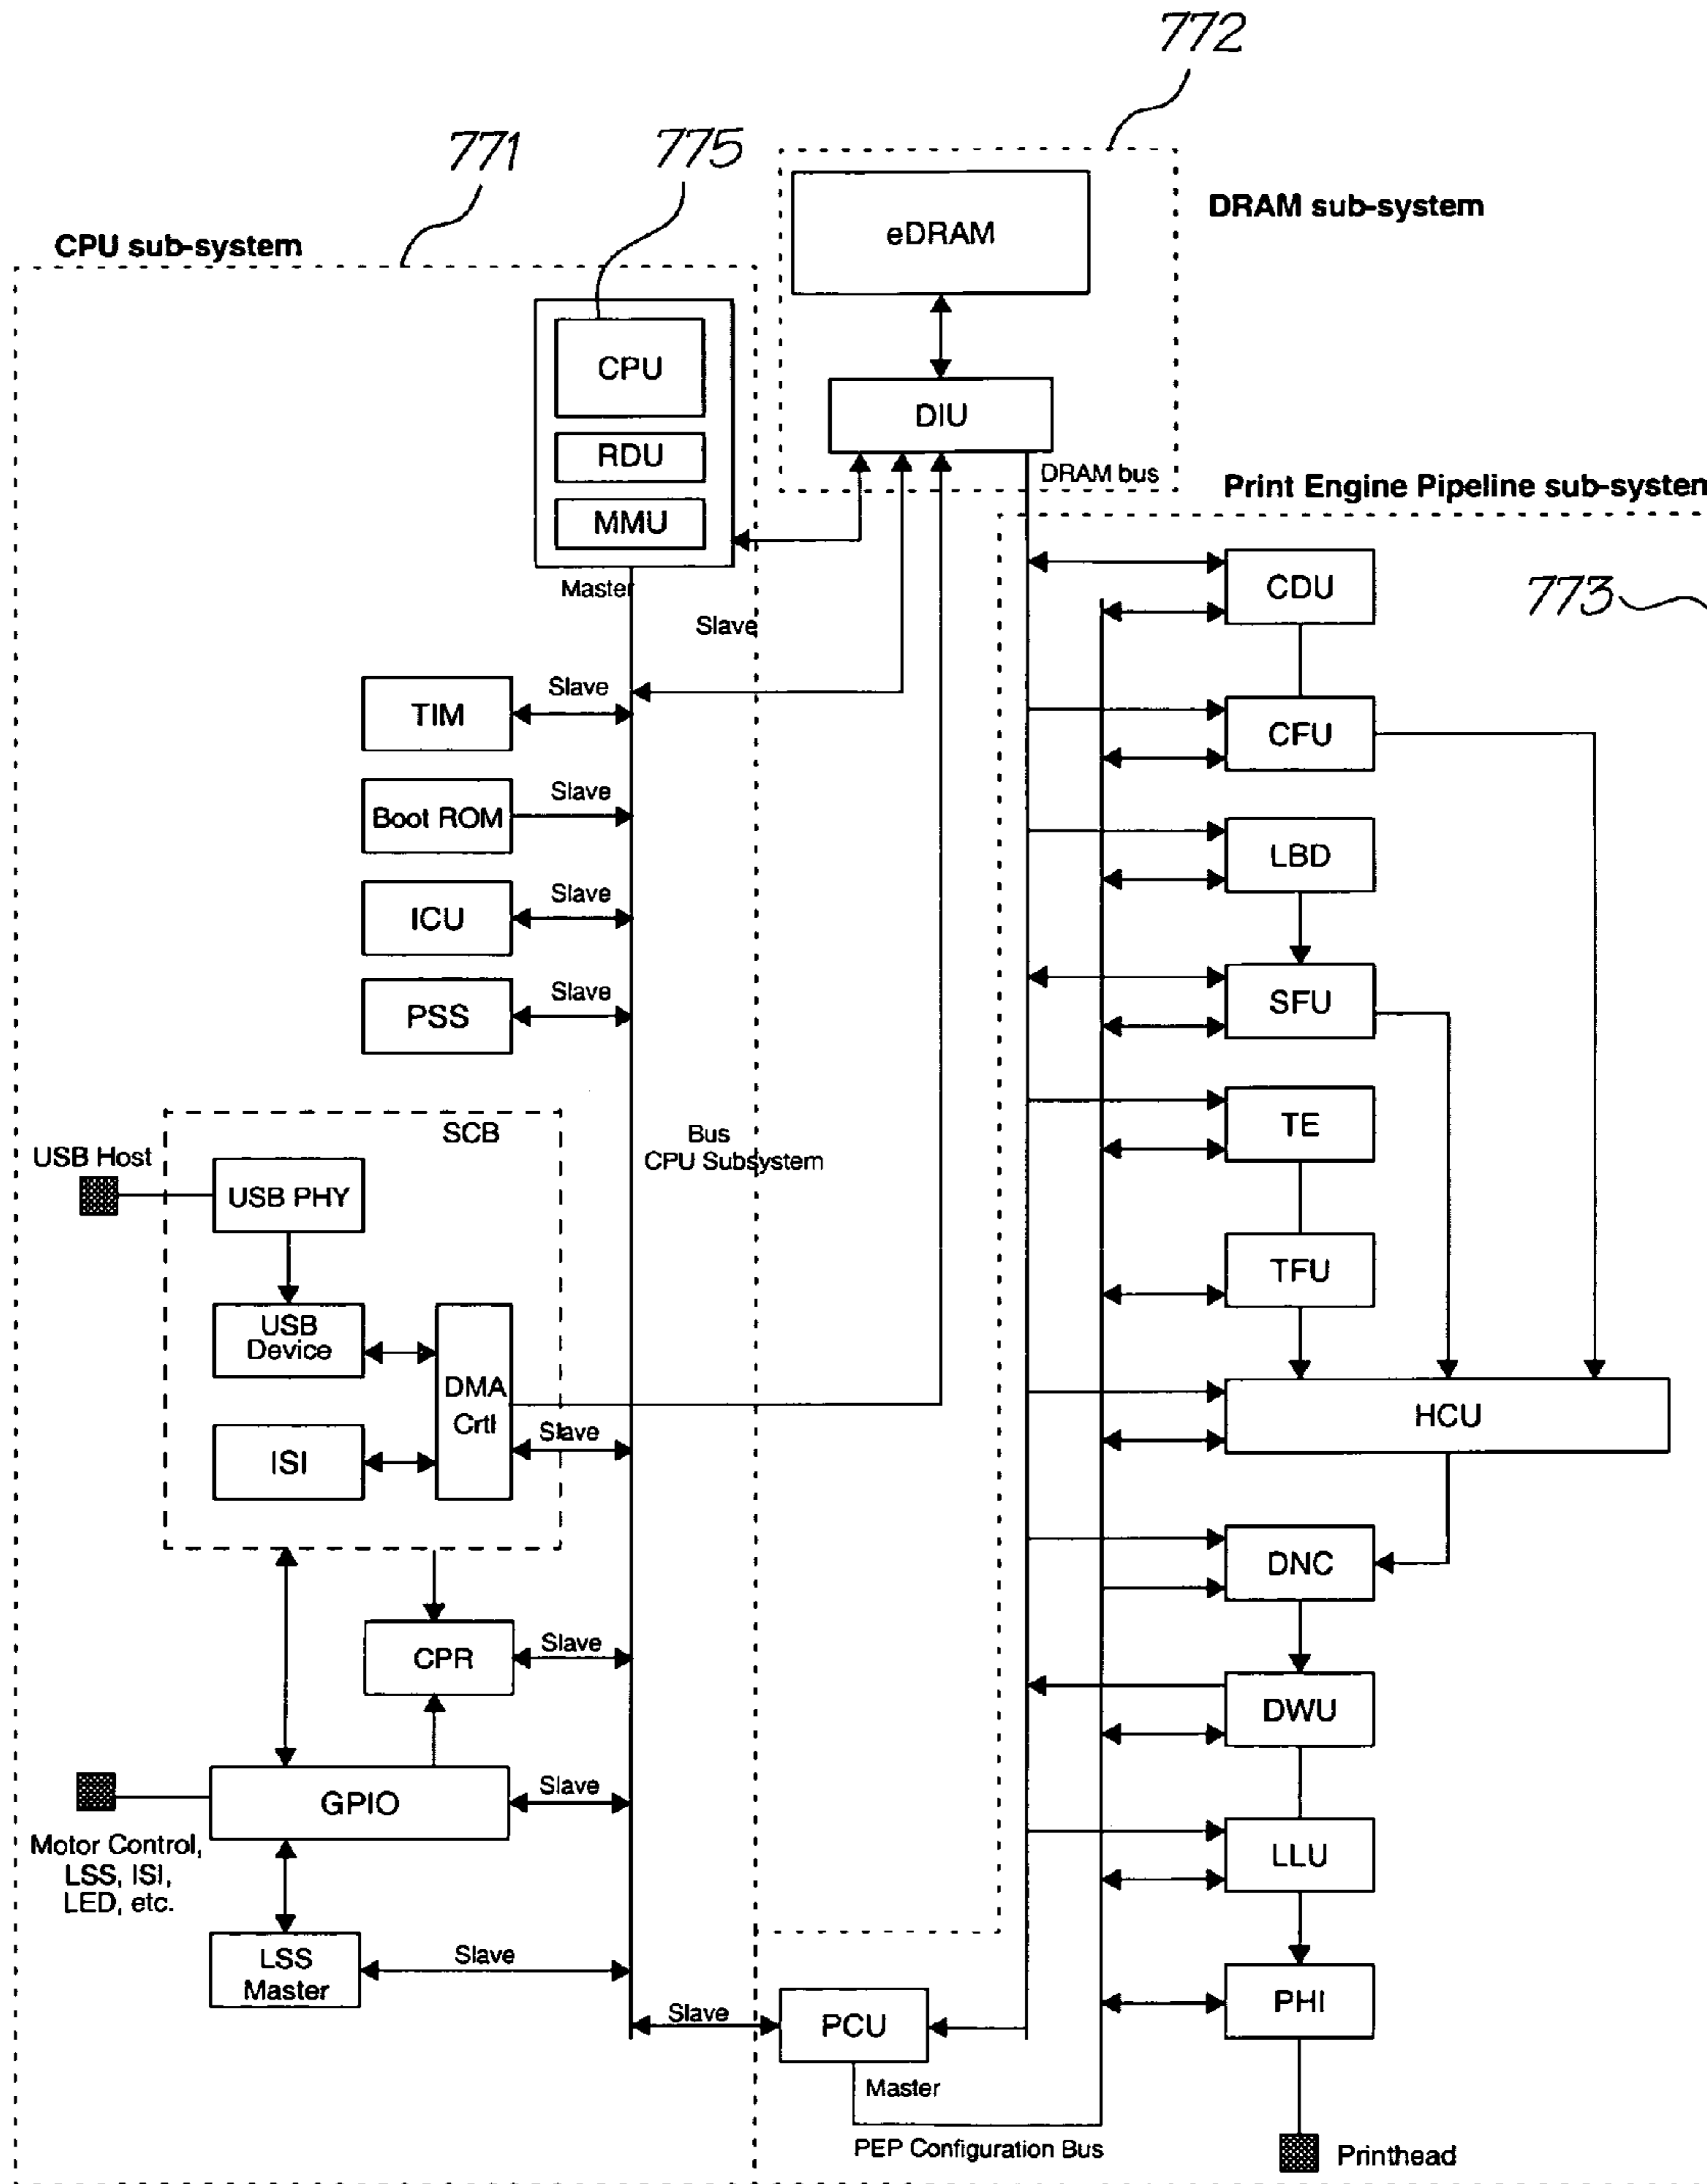 772
771
775
DRAM sub-system
CPU sub-system
eDRAM
CPU
DIU
RDU
DRAM bus
Print Engine Pipeline sub-system
MMU
Master
CDU
773
Slave
TIM
Slave
CFU
Boot ROM
Slave
LBD
ICU
Slave
PSS
Slave
SFU
SCB
Bus
CPU Subsystem
TE
USB Host
USB PHY
TFU
USB
Device
DMA
Crtl
Slave
HCU
ISI
DNC
CPR
Slave
DWU
GPIO
Slave
Motor Control,
LSS, ISI,
LED, etc.
LLU
LSS
Master
Slave
Slave
PCU
PHI
Master
PEP Configuration Bus
Printhead